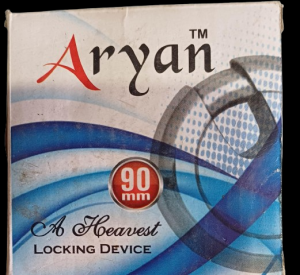 Aryan™
90
mm
A Heavest
LOCKING DEVICE